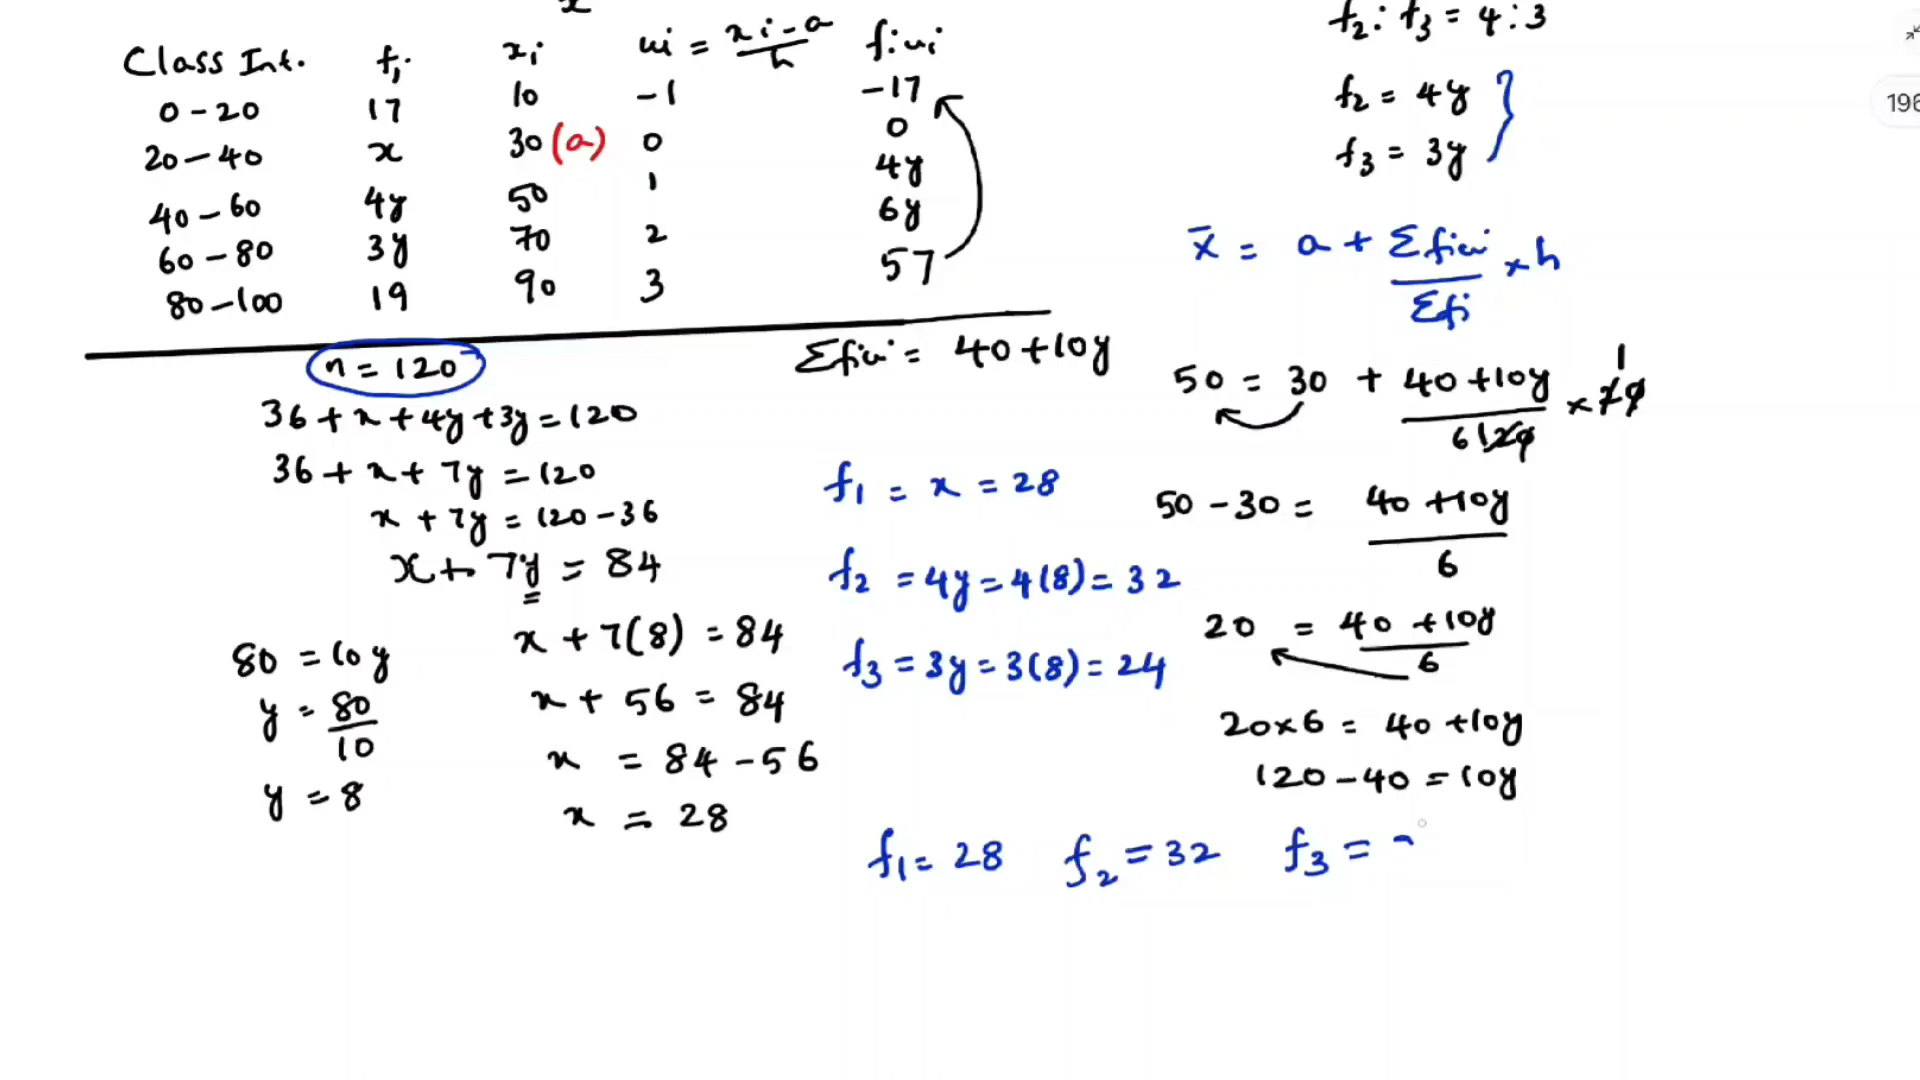 x
Class Int. fi xi ui = xi - a / h fiui
0 - 20 17 10 -1 -17
20 - 40 x 30 (a) 0 0
40 - 60 4y 50 1 4y
60 - 80 3y 70 2 6y
80 - 100 19 90 3 57
n = 120 Σfiui = 40 + 10y
36 + x + 4y + 3y = 120
36 + x + 7y = 120
x + 7y = 120 - 36
x + 7y = 84
80 = 10y
y = 80 / 10
y = 8
x + 7(8) = 84
x + 56 = 84
x = 84 - 56
x = 28
f1 = x = 28
f2 = 4y = 4(8) = 32
f3 = 3y = 3(8) = 24
f2 : f3 = 4 : 3
f2 = 4y
f3 = 3y
x̄ = a + Σfiui / Σfi × h
50 = 30 + 40 + 10y / 6 120 × 20 1
50 - 30 = 40 + 10y / 6
20 = 40 + 10y / 6
20 × 6 = 40 + 10y
120 - 40 = 10y
f1 = 28 f2 = 32 f3 =
196